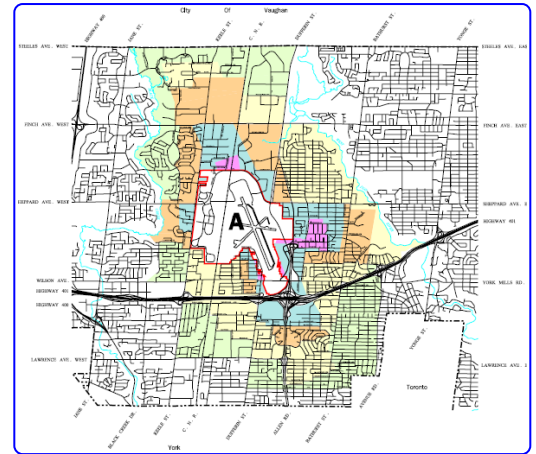 City Of Vaughan
HIGHWAY 400
JANE ST.
KEELE ST.
C. N. R.
DUFFERIN ST.
BATHURST ST.
YONGE ST.
STEELES AVE. WEST
STEELES AVE. EAS
FINCH AVE. WEST
FINCH AVE. EAST
SHEPPARD AVE. WEST
SHEPPARD AVE. E
HIGHWAY 401
A
WILSON AVE.
HIGHWAY 401
YORK MILLS RD.
HIGHWAY 400
YONGE ST.
LAWRENCE AVE. WEST
LAWRENCE AVE. E
Toronto
JANE ST.
BLACK CREEK DR.
KEELE ST.
C. N. R.
DUFFERIN ST.
ALLEN RD.
BATHURST ST.
AVENUE RD.
York